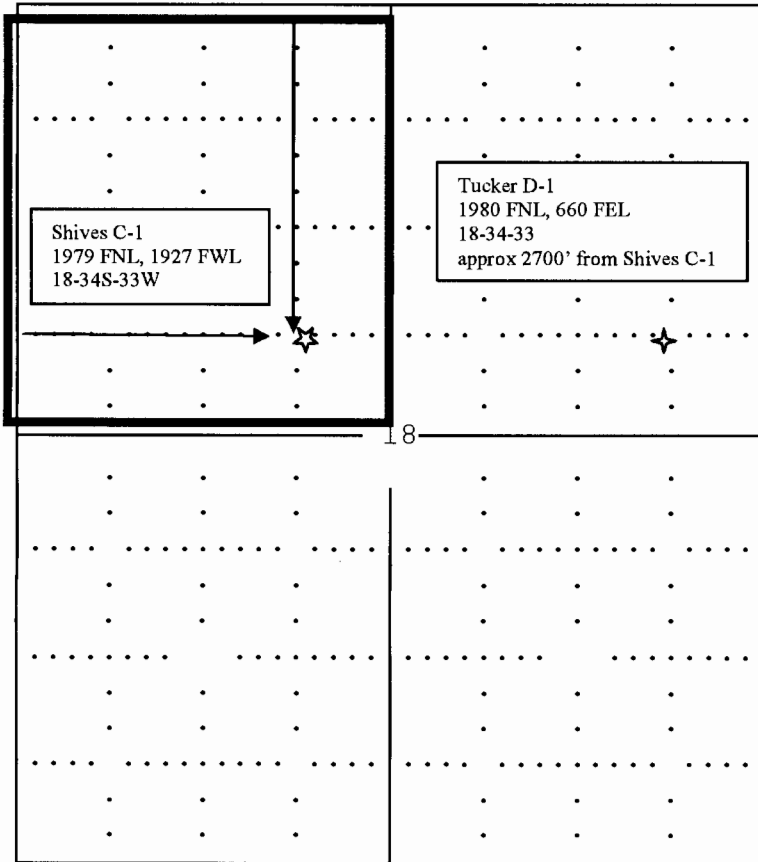 Shives C-1
1979 FNL, 1927 FWL
18-34S-33W
Tucker D-1
1980 FNL, 660 FEL
18-34-33
approx 2700' from Shives C-1
18